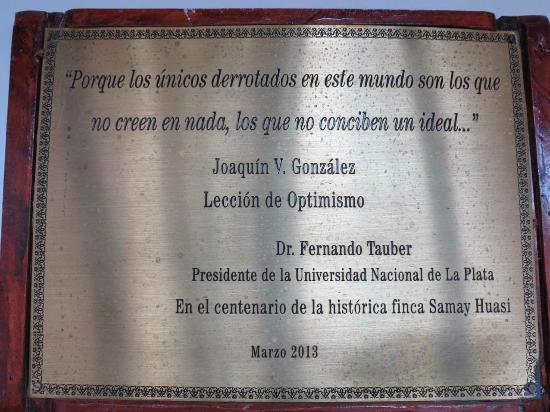 “Porque los únicos derrotados en este mundo son los que
no creen en nada, los que no conciben un ideal...”
Joaquín V. González
Lección de Optimismo
Dr. Fernando Tauber
Presidente de la Universidad Nacional de La Plata
En el centenario de la histórica finca Samay Huasi
Marzo 2013